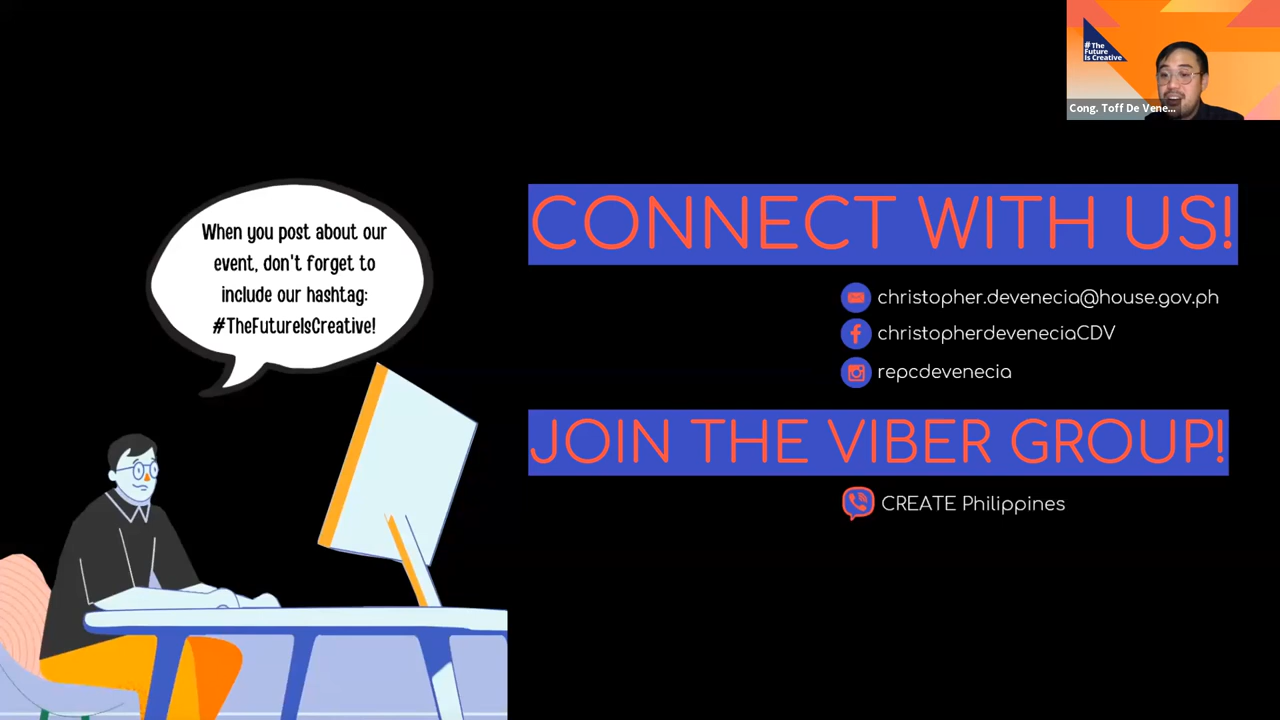 #The
Future
Is Creative
Cong. Toff De Vene...
When you post about our
event, don't forget to
include our hashtag:
#TheFutureIsCreative!
CONNECT WITH US!
christopher.devenecia@house.gov.ph
christopherdeveneciaCDV
repcdevenecia
JOIN THE VIBER GROUP!
CREATE Philippines